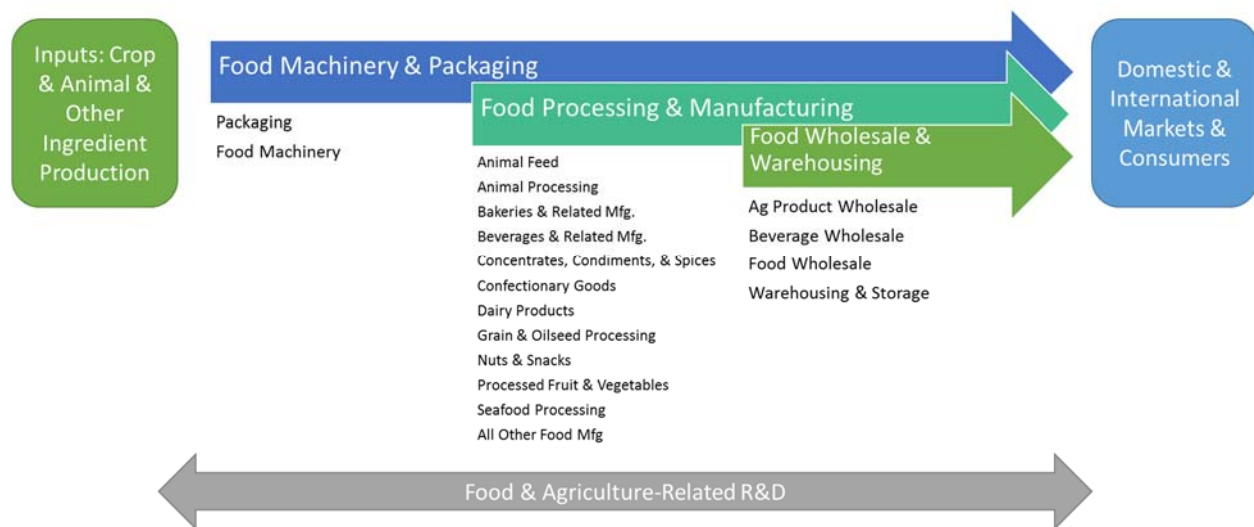 Inputs: Crop
& Animal &
Other
Ingredient
Production
Food Machinery & Packaging
Packaging
Food Machinery
Food Processing & Manufacturing
Animal Feed
Animal Processing
Bakeries & Related Mfg.
Beverages & Related Mfg.
Concentrates, Condiments, & Spices
Confectionary Goods
Dairy Products
Grain & Oilseed Processing
Nuts & Snacks
Processed Fruit & Vegetables
Seafood Processing
All Other Food Mfg
Food Wholesale &
Warehousing
Ag Product Wholesale
Beverage Wholesale
Food Wholesale
Warehousing & Storage
Domestic &
International
Markets &
Consumers
Food & Agriculture-Related R&D